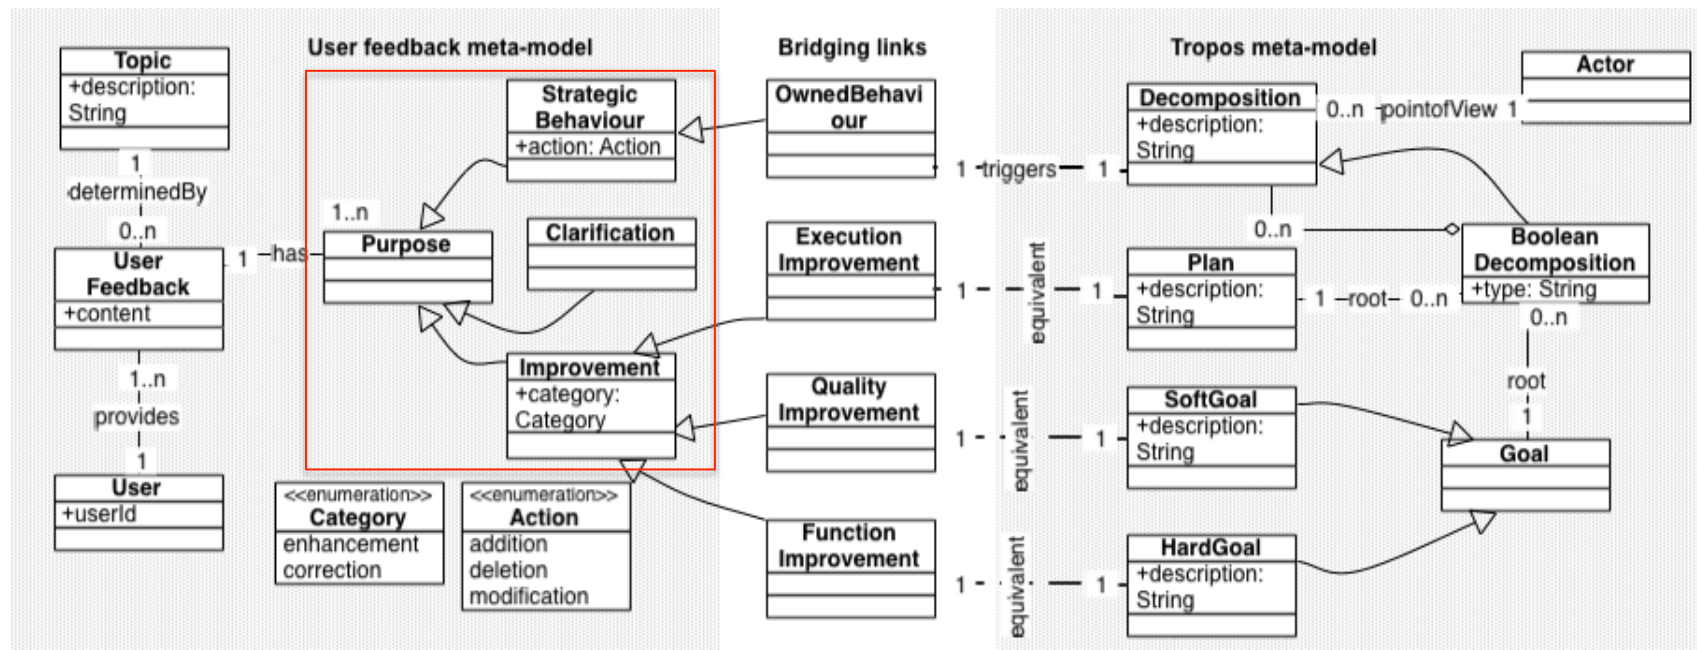 User feedback meta-model
Bridging links
Tropos meta-model
Topic
+description:
String
1
determinedBy
0..n
User
Feedback
+content
1
has
1..n
1..n
provides
1
User
+userId
Purpose
Strategic
Behaviour
+action: Action
Clarification
Improvement
+category:
Category
<<enumeration>>
Category
enhancement
correction
<<enumeration>>
Action
addition
deletion
modification
OwnedBehavi
our
1
triggers
1
Execution
Improvement
1
equivalent
1
Quality
Improvement
1
equivalent
1
Function
Improvement
1
equivalent
1
Decomposition
+description:
String
0..n
pointofView
1
Actor
0..n
Boolean
Decomposition
+type: String
Plan
+description:
String
1
root
0..n
0..n
root
1
SoftGoal
+description:
String
Goal
HardGoal
+description:
String